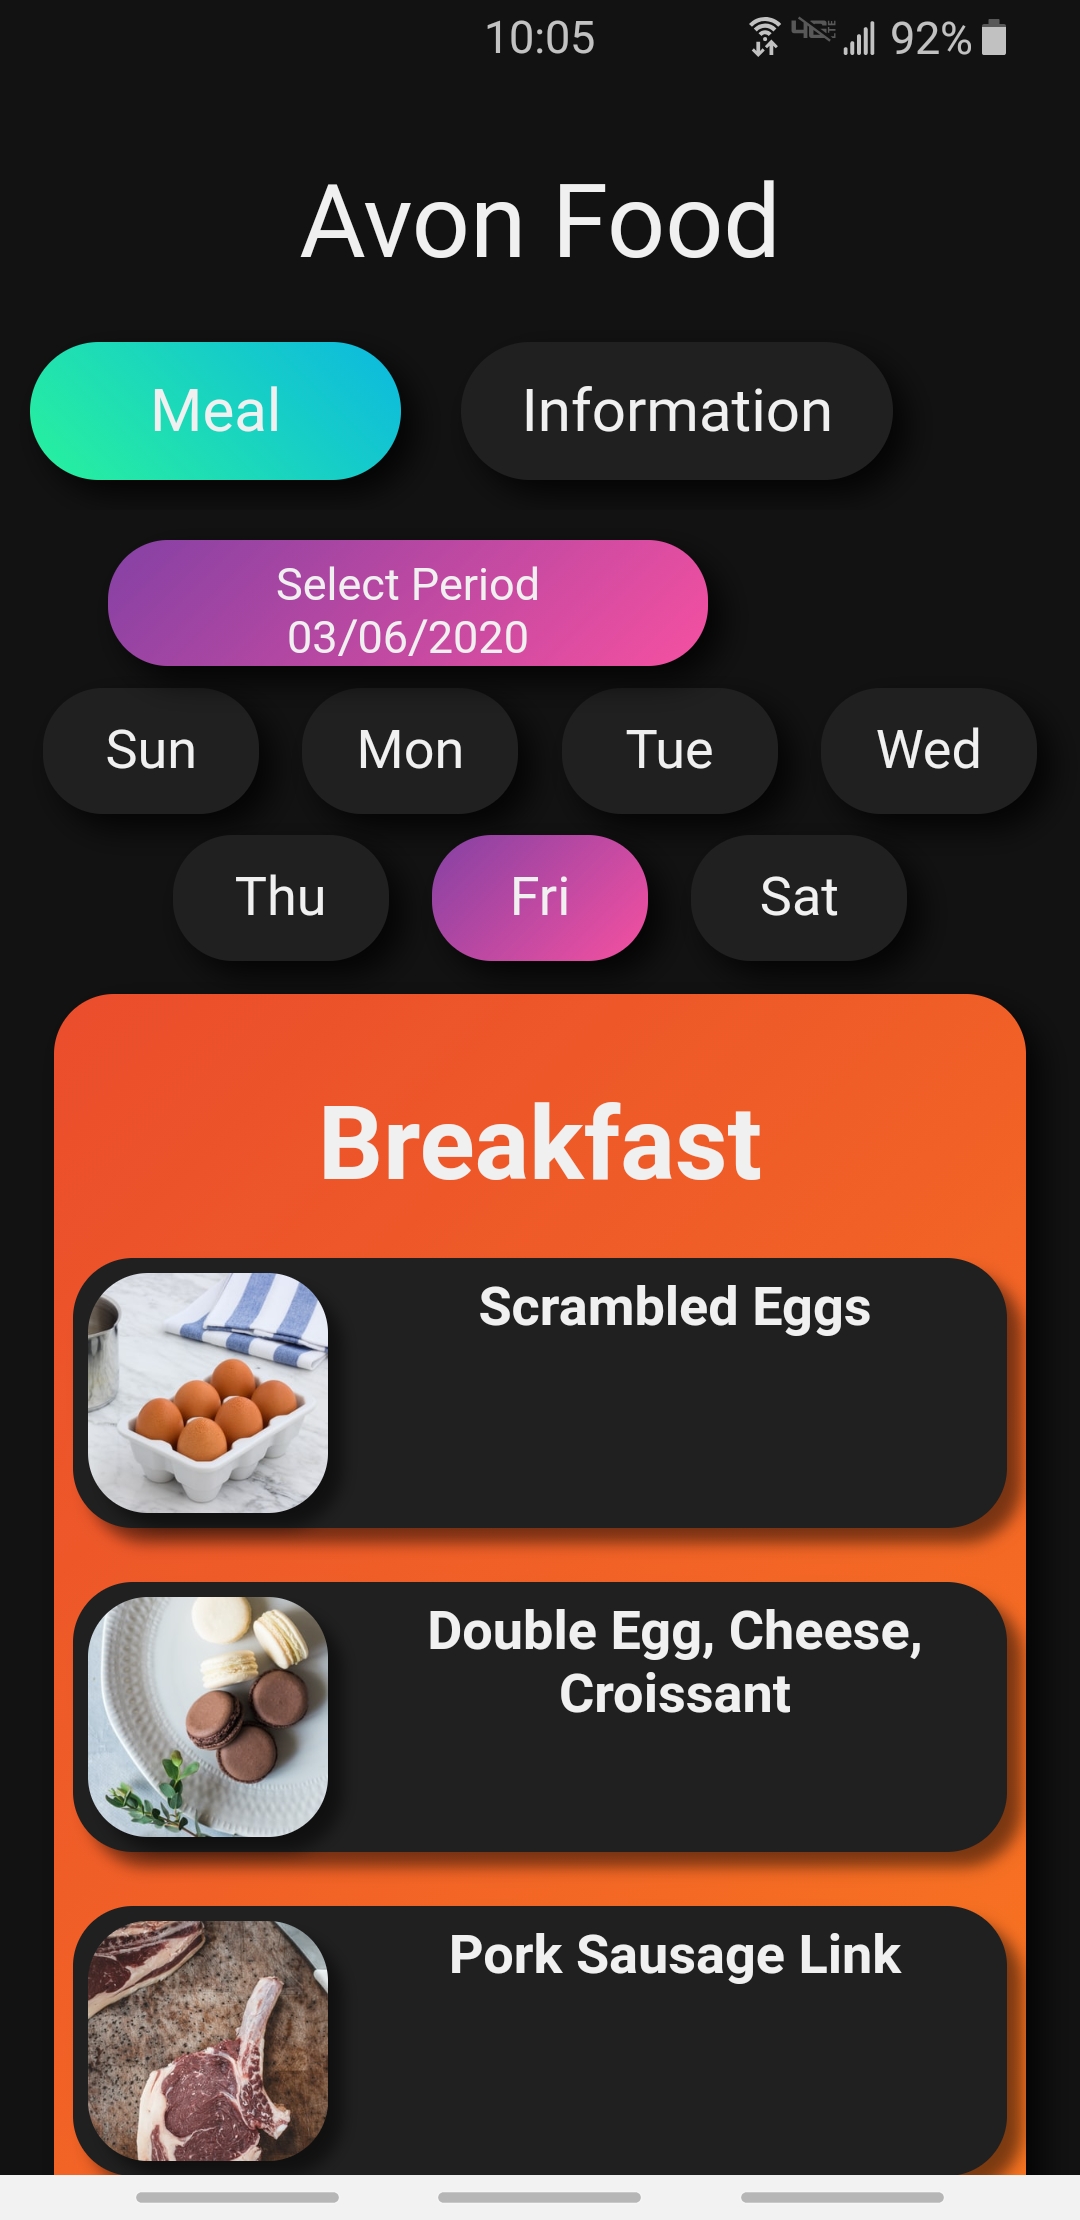 10:05
92%
Avon Food
Meal
Information
Select Period
03/06/2020
Sun
Mon
Tue
Wed
Thu
Fri
Sat
Breakfast
Scrambled Eggs
Double Egg, Cheese,
Croissant
Pork Sausage Link